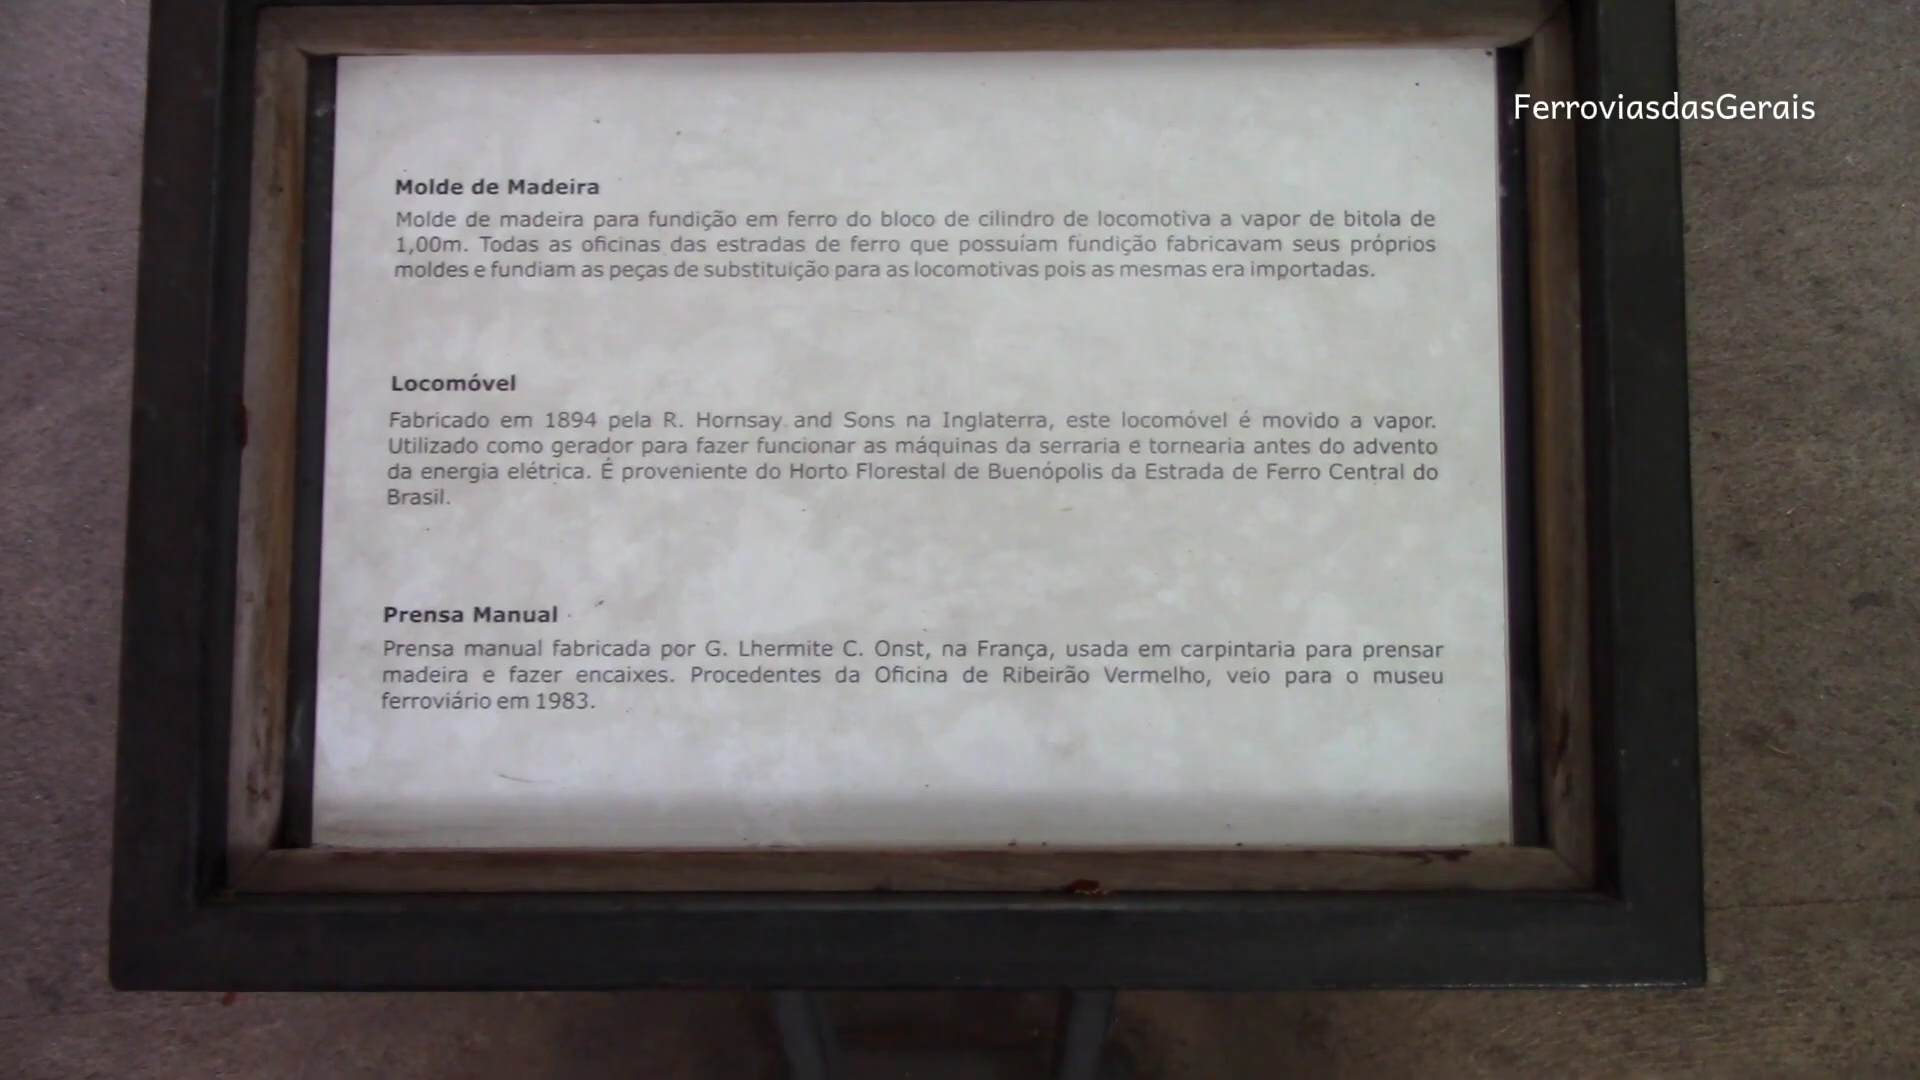 FerroviasdasGerais
Molde de Madeira
Molde de madeira para fundição em ferro do bloco de cilindro de locomotiva a vapor de bitola de
1,00m. Todas as oficinas das estradas de ferro que possuíam fundição fabricavam seus próprios
moldes e fundiam as peças de substituição para as locomotivas pois as mesmas era importadas.
Locomóvel
Fabricado em 1894 pela R. Hornsay and Sons na Inglaterra, este locomóvel é movido a vapor.
Utilizado como gerador para fazer funcionar as máquinas da serraria e tornearia antes do advento
da energia elétrica. É proveniente do Horto Florestal de Buenópolis da Estrada de Ferro Central do
Brasil.
Prensa Manual
Prensa manual fabricada por G. Lhermite C. Onst, na França, usada em carpintaria para prensar
madeira e fazer encaixes. Procedentes da Oficina de Ribeirão Vermelho, veio para o museu
ferroviário em 1983.